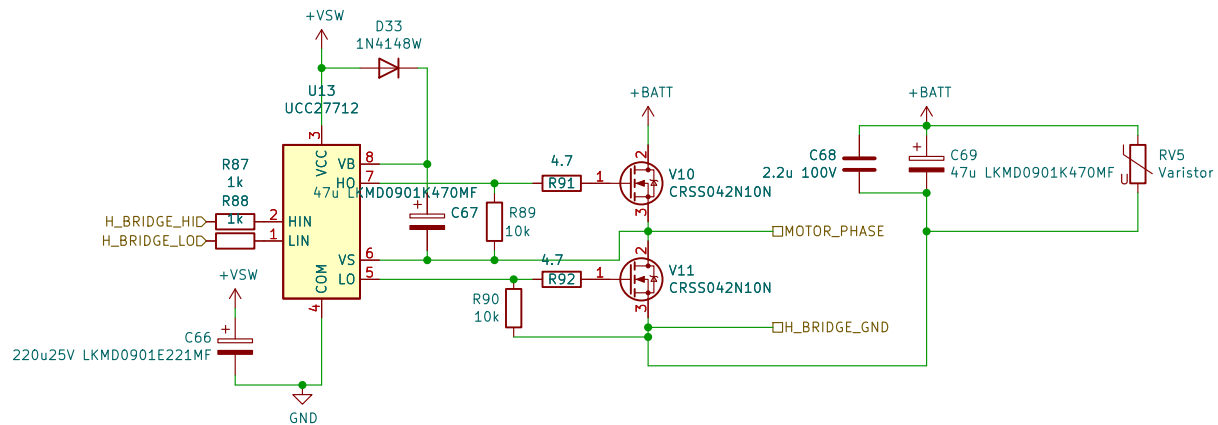 +VSW
D33
1N4148W
U13
UCC27712
+BATT
+BATT
3
VCC
2
VB
8
HO
7
4.7
R91
1
V10
CRSS042N10N
C68
2.2u 100V
C69
47u LKMD0901K470MF
U
RV5
Varistor
R87
1k
R88
1k
47u LKMD0901K470MF
C67
R89
10k
3
H_BRIDGE_HI
2
HIN
H_BRIDGE_LO
1
LIN
MOTOR_PHASE
VS
6
LO
5
4.7
R92
1
2
V11
CRSS042N10N
+VSW
COM
4
R90
10k
3
H_BRIDGE_GND
C66
220u25V LKMD0901E221MF
GND